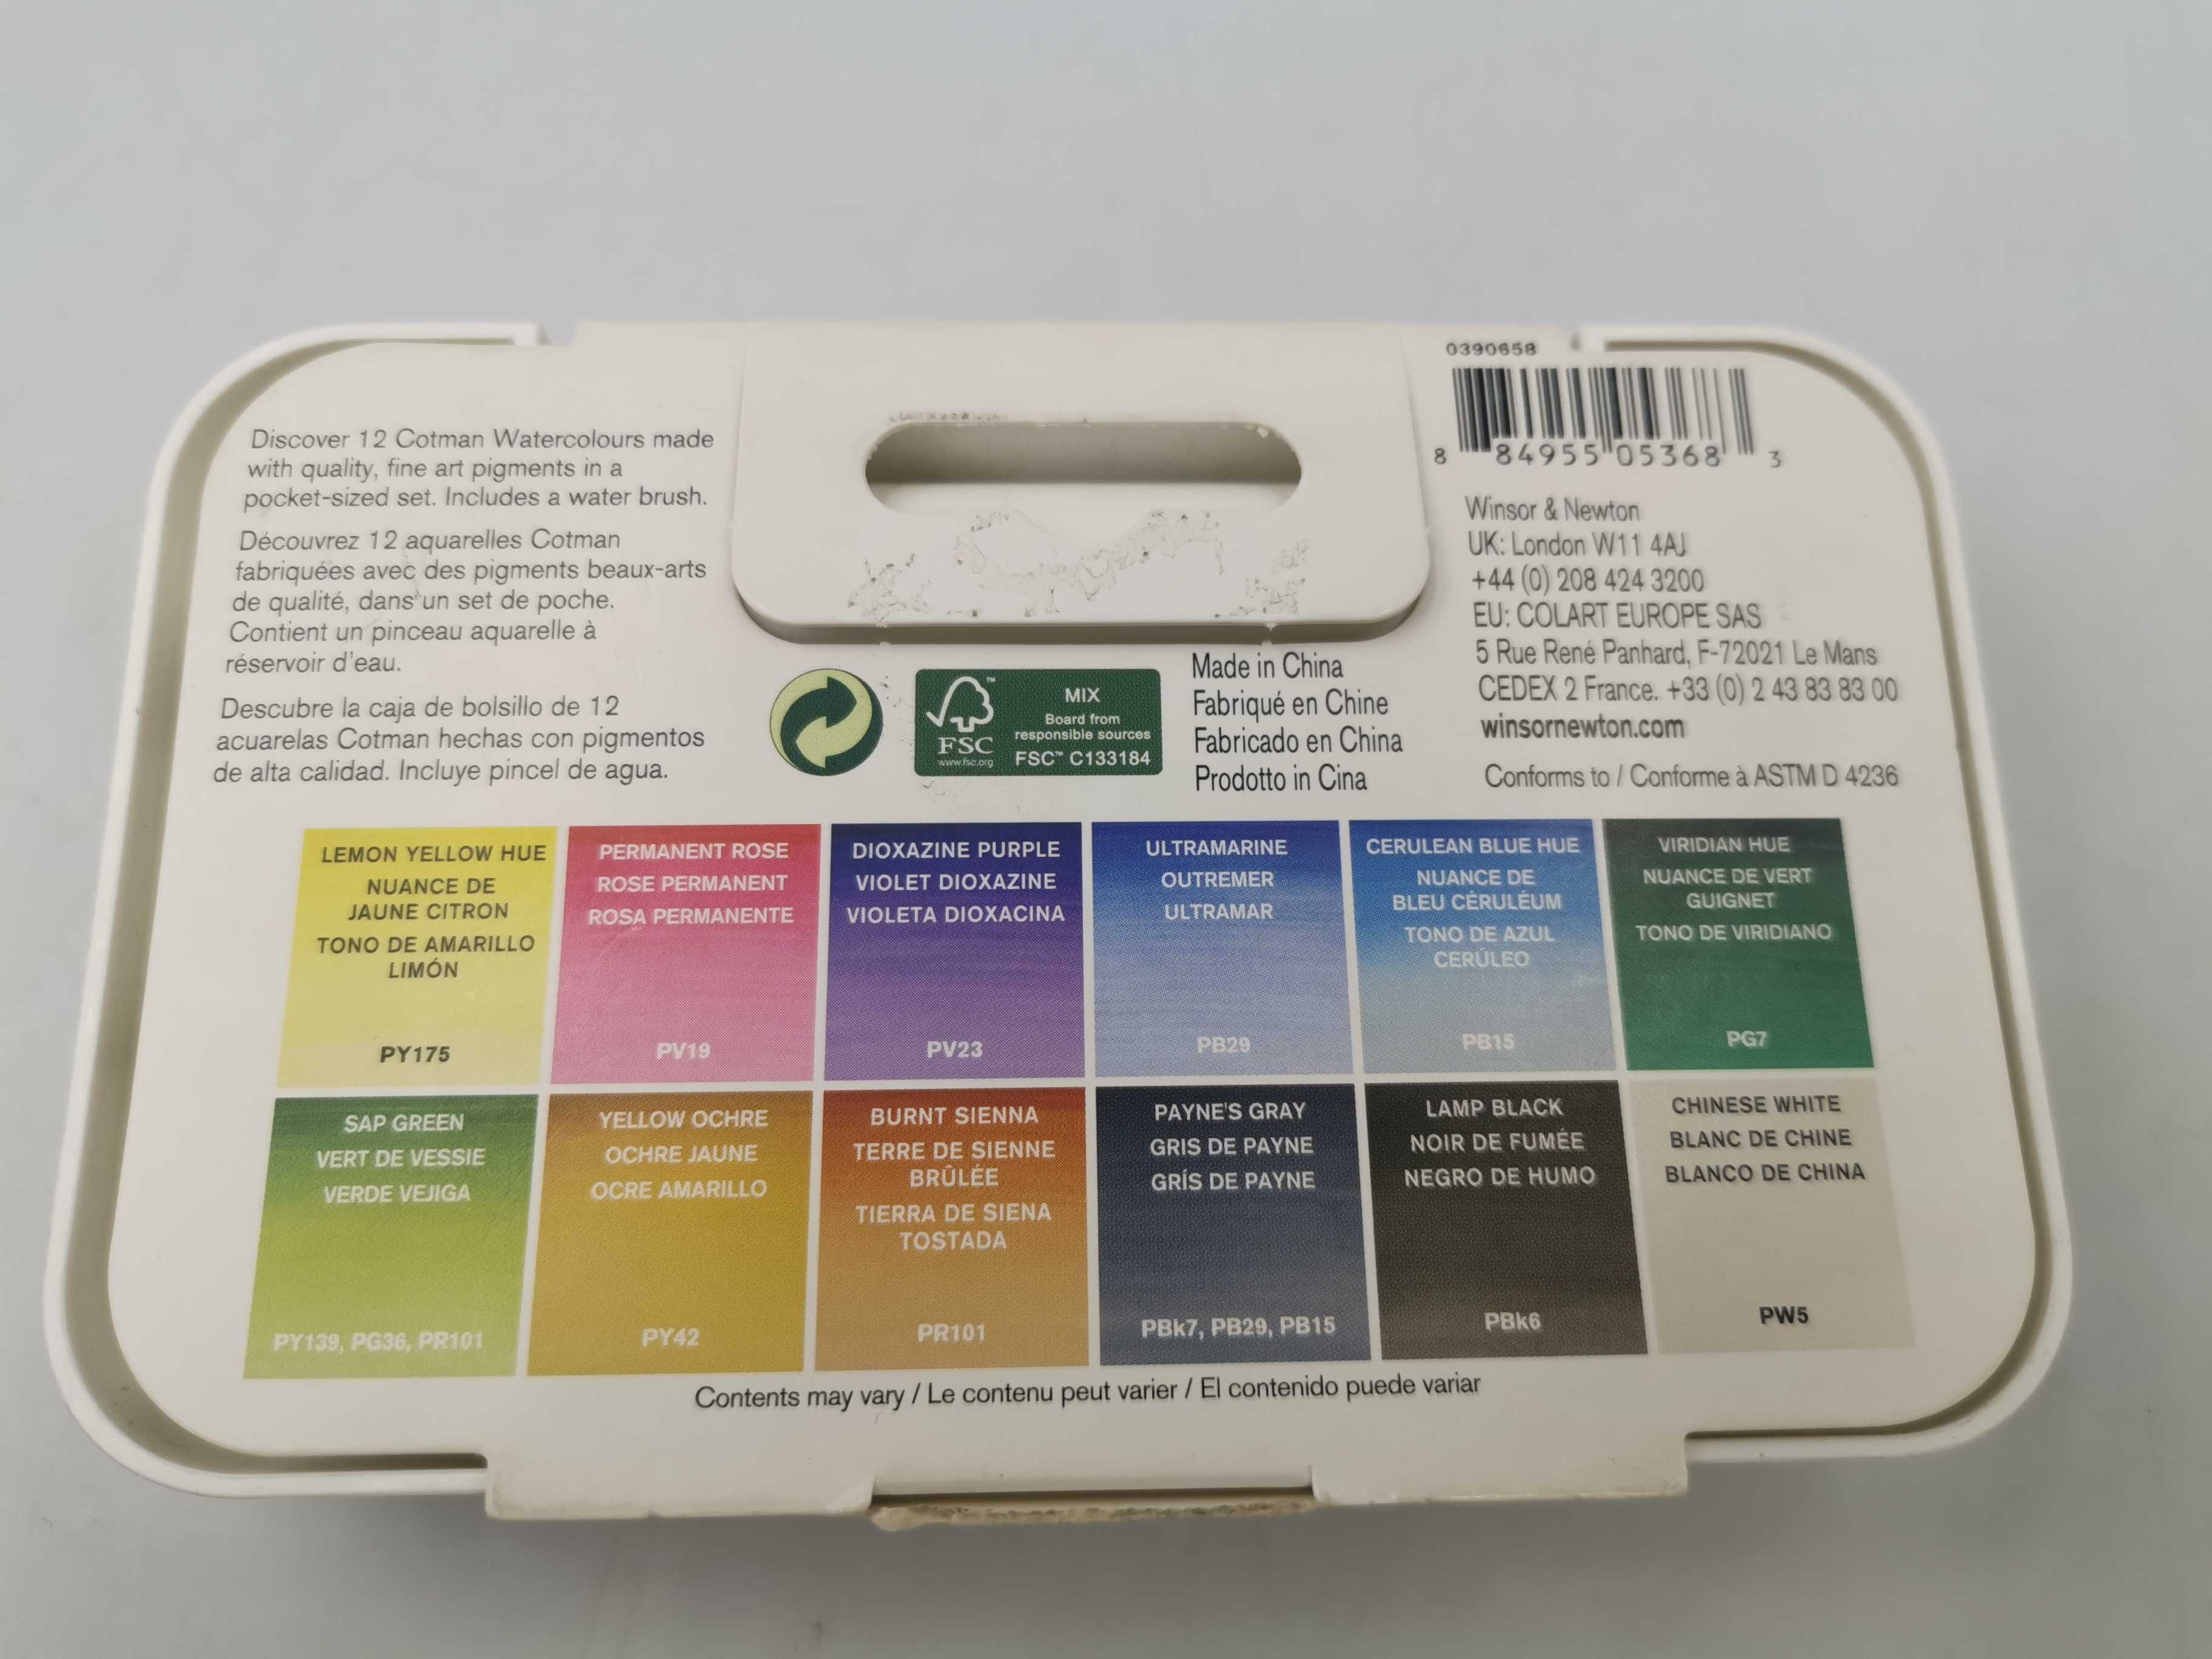 Discover 12 Cotman Watercolours made
with quality, fine art pigments in a
pocket-sized set. Includes a water brush.
Découvrez 12 aquarelles Cotman
fabriquées avec des pigments beaux-arts
de qualité, dans un set de poche.
Contient un pinceau aquarelle à
réservoir d'eau.
Descubre la caja de bolsillo de 12
acuarelas Cotman hechas con pigmentos
de alta calidad. Incluye pincel de agua.
FSC
www.fsc.org
MIX
Board from
responsible sources
FSC™ C133184
Made in China
Fabriqué en Chine
Fabricado en China
Prodotto in Cina
0390658
8 84955 05368 3
Winsor & Newton
UK: London W11 4AJ
+44 (0) 208 424 3200
EU: COLART EUROPE SAS
5 Rue René Panhard, F-72021 Le Mans
CEDEX 2 France. +33 (0) 2 43 83 83 00
winsornewton.com
Conforms to / Conforme à ASTM D 4236
LEMON YELLOW HUE
NUANCE DE
JAUNE CITRON
TONO DE AMARILLO
LIMÓN
PY175
PERMANENT ROSE
ROSE PERMANENT
ROSA PERMANENTE
PV19
DIOXAZINE PURPLE
VIOLET DIOXAZINE
VIOLETA DIOXACINA
PV23
ULTRAMARINE
OUTREMER
ULTRAMAR
PB29
CERULEAN BLUE HUE
NUANCE DE
BLEU CÉRULÉUM
TONO DE AZUL
CERÚLEO
PB15
VIRIDIAN HUE
NUANCE DE VERT
GUIGNET
TONO DE VIRIDIANO
PG7
SAP GREEN
VERT DE VESSIE
VERDE VEJIGA
PY139, PG36, PR101
YELLOW OCHRE
OCHRE JAUNE
OCRE AMARILLO
PY42
BURNT SIENNA
TERRE DE SIENNE
BRÛLÉE
TIERRA DE SIENA
TOSTADA
PR101
PAYNE'S GRAY
GRIS DE PAYNE
GRÍS DE PAYNE
PBk7, PB29, PB15
LAMP BLACK
NOIR DE FUMÉE
NEGRO DE HUMO
PBk6
CHINESE WHITE
BLANC DE CHINE
BLANCO DE CHINA
PW5
Contents may vary / Le contenu peut varier / El contenido puede variar